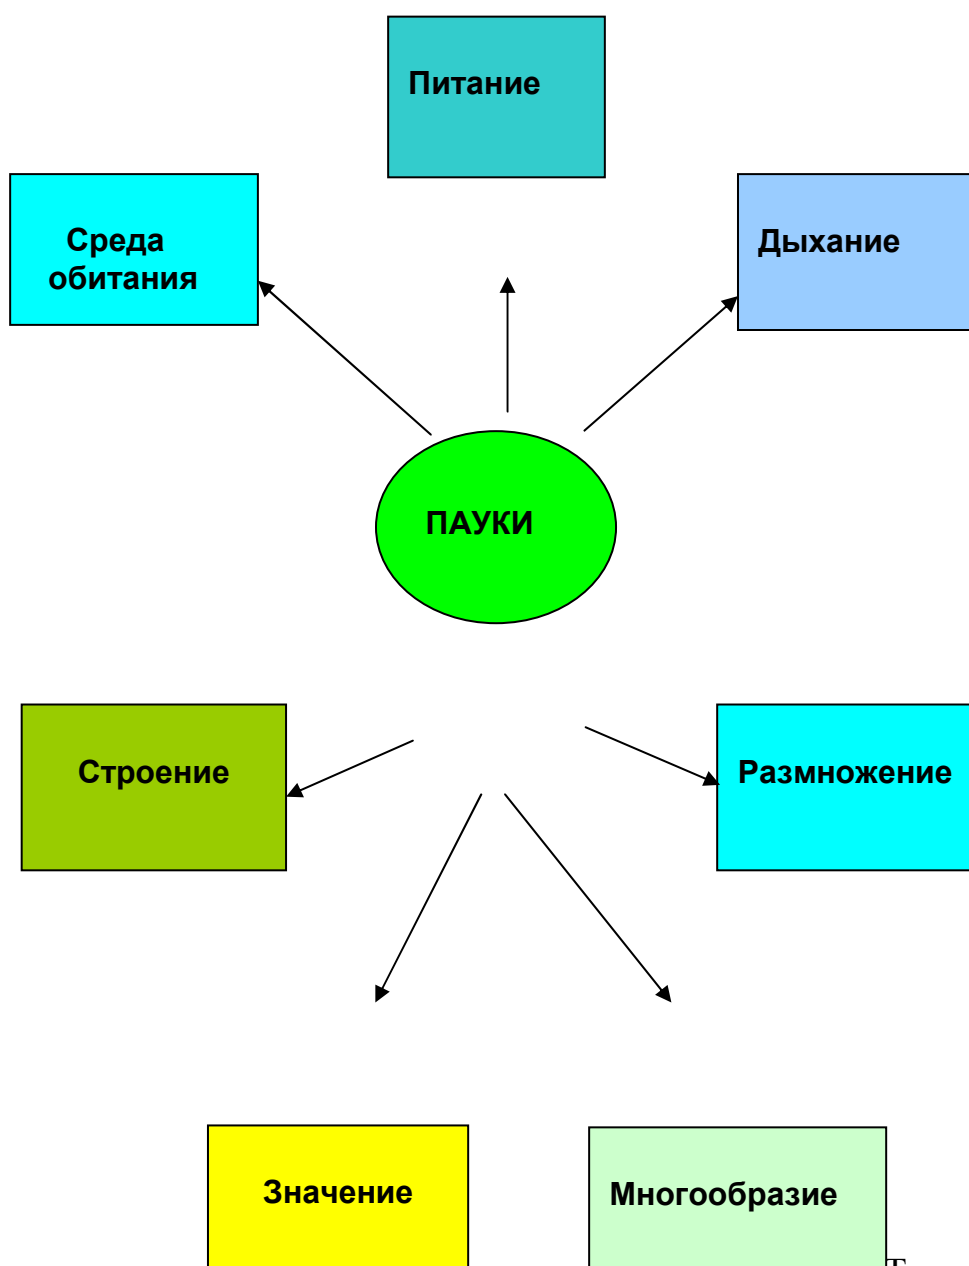 Питание
Среда
обитания
Дыхание
ПАУКИ
Строение
Размножение
Значение
Многообразие